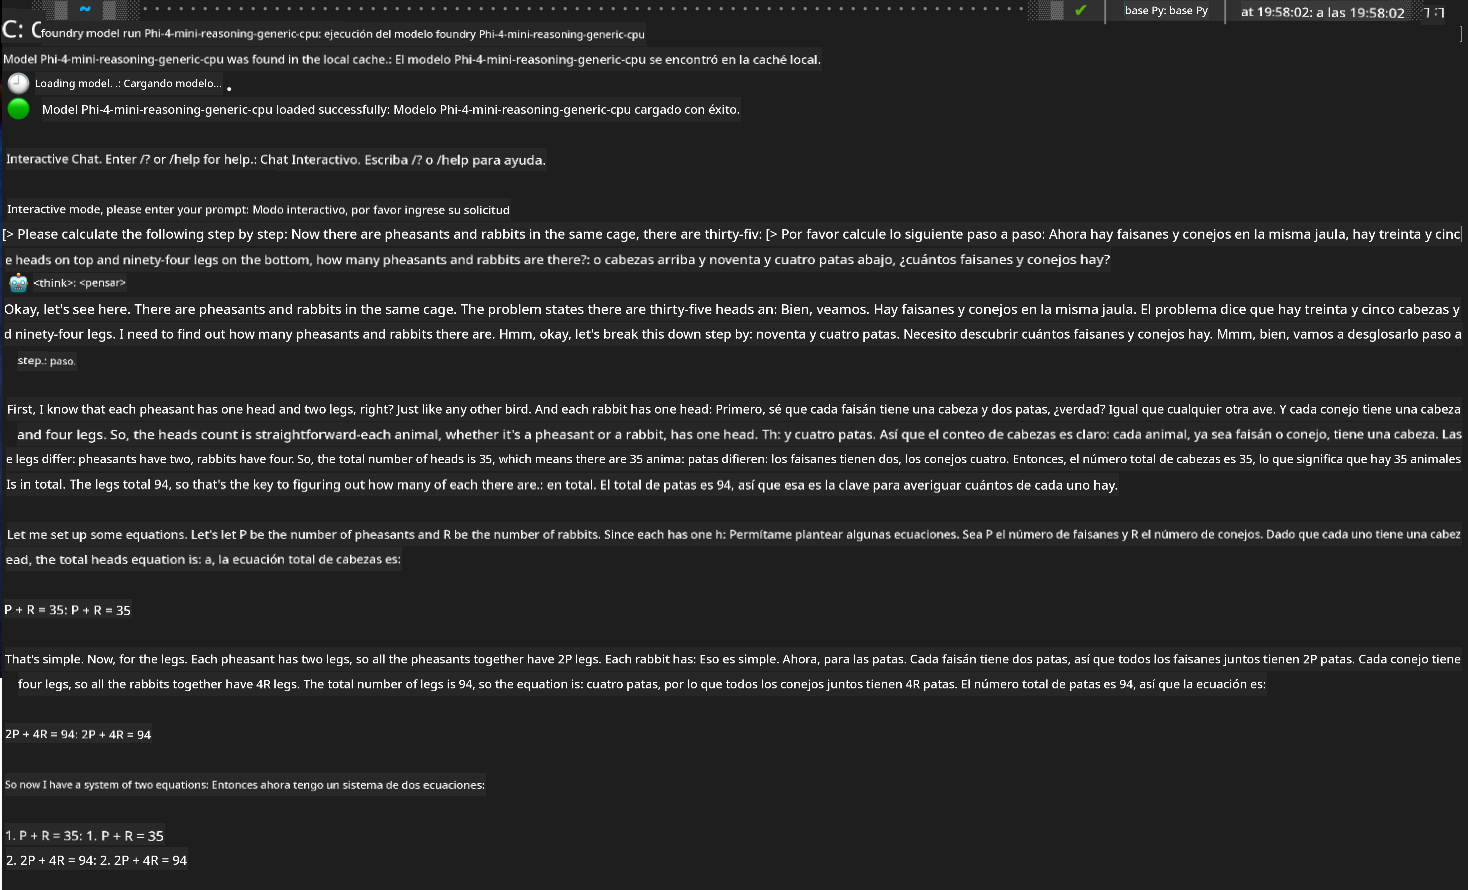 ~ ✔ base Py: base Py at 19:58:02: a las 19:58:02
C: Cfoundry model run Phi-4-mini-reasoning-generic-cpu: ejecución del modelo foundry Phi-4-mini-reasoning-generic-cpu
Model Phi-4-mini-reasoning-generic-cpu was found in the local cache.: El modelo Phi-4-mini-reasoning-generic-cpu se encontró en la caché local.
Loading model. .: Cargando modelo... .
Model Phi-4-mini-reasoning-generic-cpu loaded successfully: Modelo Phi-4-mini-reasoning-generic-cpu cargado con éxito.
Interactive Chat. Enter /? or /help for help.: Chat Interactivo. Escriba /? o /help para ayuda.
Interactive mode, please enter your prompt: Modo interactivo, por favor ingrese su solicitud
[> Please calculate the following step by step: Now there are pheasants and rabbits in the same cage, there are thirty-fiv: [> Por favor calcule lo siguiente paso a paso: Ahora hay faisanes y conejos en la misma jaula, hay treinta y cinc
e heads on top and ninety-four legs on the bottom, how many pheasants and rabbits are there?: o cabezas arriba y noventa y cuatro patas abajo, ¿cuántos faisanes y conejos hay?
<think>: <pensar>
Okay, let's see here. There are pheasants and rabbits in the same cage. The problem states there are thirty-five heads an: Bien, veamos. Hay faisanes y conejos en la misma jaula. El problema dice que hay treinta y cinco cabezas y
d ninety-four legs. I need to find out how many pheasants and rabbits there are. Hmm, okay, let's break this down step by: noventa y cuatro patas. Necesito descubrir cuántos faisanes y conejos hay. Mmm, bien, vamos a desglosarlo paso a
step.: paso.
First, I know that each pheasant has one head and two legs, right? Just like any other bird. And each rabbit has one head: Primero, sé que cada faisán tiene una cabeza y dos patas, ¿verdad? Igual que cualquier otra ave. Y cada conejo tiene una cabeza
and four legs. So, the heads count is straightforward-each animal, whether it's a pheasant or a rabbit, has one head. Th: y cuatro patas. Así que el conteo de cabezas es claro: cada animal, ya sea faisán o conejo, tiene una cabeza. Las
e legs differ: pheasants have two, rabbits have four. So, the total number of heads is 35, which means there are 35 anima: patas difieren: los faisanes tienen dos, los conejos cuatro. Entonces, el número total de cabezas es 35, lo que significa que hay 35 animales
ls in total. The legs total 94, so that's the key to figuring out how many of each there are.: en total. El total de patas es 94, así que esa es la clave para averiguar cuántos de cada uno hay.
Let me set up some equations. Let's let P be the number of pheasants and R be the number of rabbits. Since each has one h: Permítame plantear algunas ecuaciones. Sea P el número de faisanes y R el número de conejos. Dado que cada uno tiene una cabez
ead, the total heads equation is: a, la ecuación total de cabezas es:
P + R = 35: P + R = 35
That's simple. Now, for the legs. Each pheasant has two legs, so all the pheasants together have 2P legs. Each rabbit has: Eso es simple. Ahora, para las patas. Cada faisán tiene dos patas, así que todos los faisanes juntos tienen 2P patas. Cada conejo tiene
four legs, so all the rabbits together have 4R legs. The total number of legs is 94, so the equation is: cuatro patas, por lo que todos los conejos juntos tienen 4R patas. El número total de patas es 94, así que la ecuación es:
2P + 4R = 94: 2P + 4R = 94
So now I have a system of two equations: Entonces ahora tengo un sistema de dos ecuaciones:
1. P + R = 35: 1. P + R = 35
2. 2P + 4R = 94: 2. 2P + 4R = 94